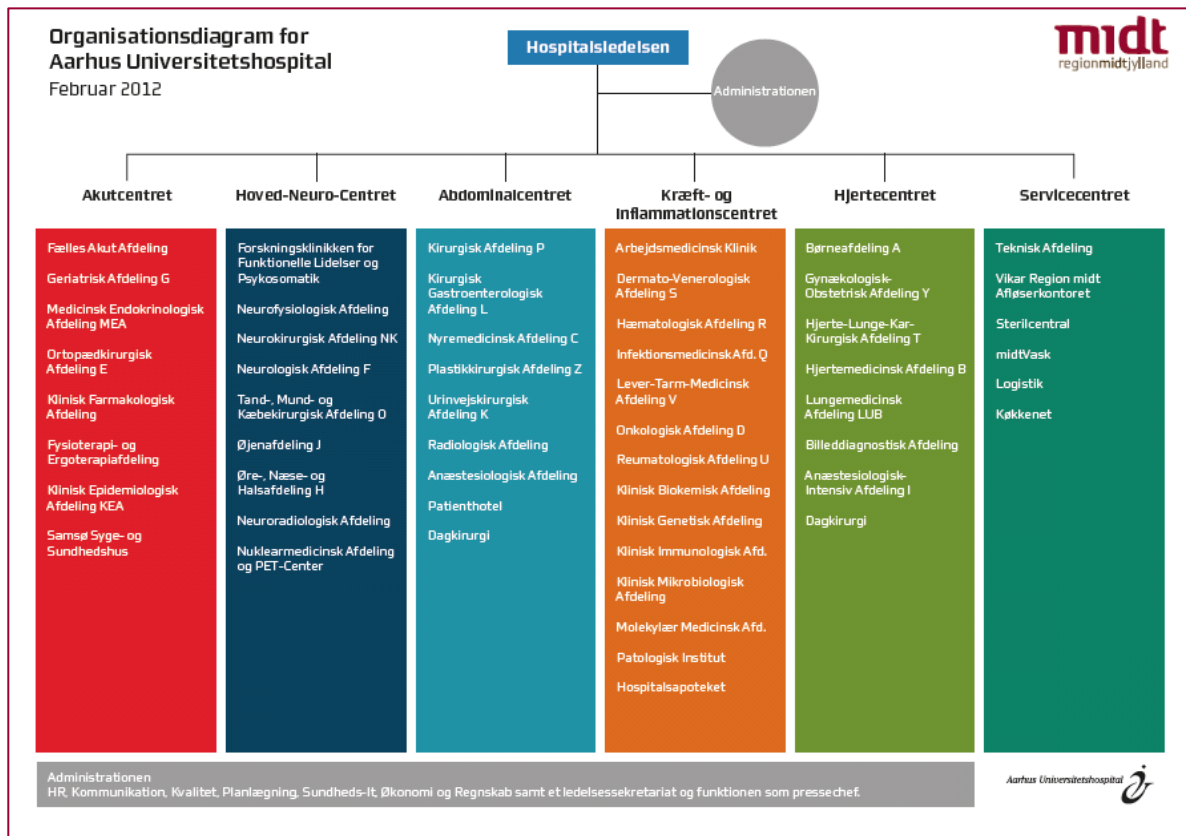 Organisationsdiagram for
Aarhus Universitetshospital
Februar 2012
Hospitalsledelsen
Administrationen
midt
regionmidtjylland
Akutcentret
Fælles Akut Afdeling
Geriatrisk Afdeling G
Medicinsk Endokrinologisk
Afdeling MEA
Ortopædkirurgisk
Afdeling E
Klinisk Farmakologisk
Afdeling
Fysioterapi- og
Ergoterapiafdeling
Klinisk Epidemiologisk
Afdeling KEA
Samsø Syge- og
Sundhedshus
Hoved-Neuro-Centret
Forskningsklinikken for
Funktionelle Lidelser og
Psykosomatik
Neurofysiologisk Afdeling
Neurokirurgisk Afdeling NK
Neurologisk Afdeling F
Tand-, Mund- og
Kæbekirurgisk Afdeling O
Øjenafdeling J
Øre-, Næse- og
Halsafdeling H
Neuroradiologisk Afdeling
Nuklearmedicinsk Afdeling
og PET-Center
Abdominalcentret
Kirurgisk Afdeling P
Kirurgisk
Gastroenterologisk
Afdeling L
Nyremedicinsk Afdeling C
Plastikkirurgisk Afdeling Z
Urinvejskirurgisk
Afdeling K
Radiologisk Afdeling
Anæstesiologisk Afdeling
Patienthotel
Dagkirurgi
Kræft- og
Inflammationscentret
Arbejdsmedicinsk Klinik
Dermato-Venerologisk
Afdeling S
Hæmatologisk Afdeling R
Infektionsmedicinsk Afd. Q
Lever-Tarm-Medicinsk
Afdeling V
Onkologisk Afdeling D
Reumatologisk Afdeling U
Klinisk Biokemisk Afdeling
Klinisk Genetisk Afdeling
Klinisk Immunologisk Afd.
Klinisk Mikrobiologisk
Afdeling
Molekylær Medicinsk Afd.
Patologisk Institut
Hospitalsapoteket
Hjertecentret
Børneafdeling A
Gynækologisk-
Obstetrisk Afdeling Y
Hjerte-Lunge-Kar-
Kirurgisk Afdeling T
Hjertemedicinsk Afdeling B
Lungemedicinsk
Afdeling LUB
Billeddiagnostisk Afdeling
Anæstesiologisk-
Intensiv Afdeling I
Dagkirurgi
Servicecentret
Teknisk Afdeling
Vikar Region midt
Afløserkontoret
Sterilcentral
midtVask
Logistik
Køkkenet
Administrationen
HR, Kommunikation, Kvalitet, Planlægning, Sundheds-It, Økonomi og Regnskab samt et ledelsessekretariat og funktionen som pressechef.
Aarhus Universitetshospital